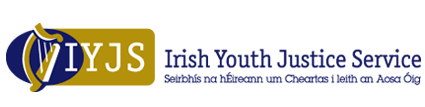 IYJS
Irish Youth Justice Service
Seirbhís na hÉireann um Cheartas i leith an Aosa Óig